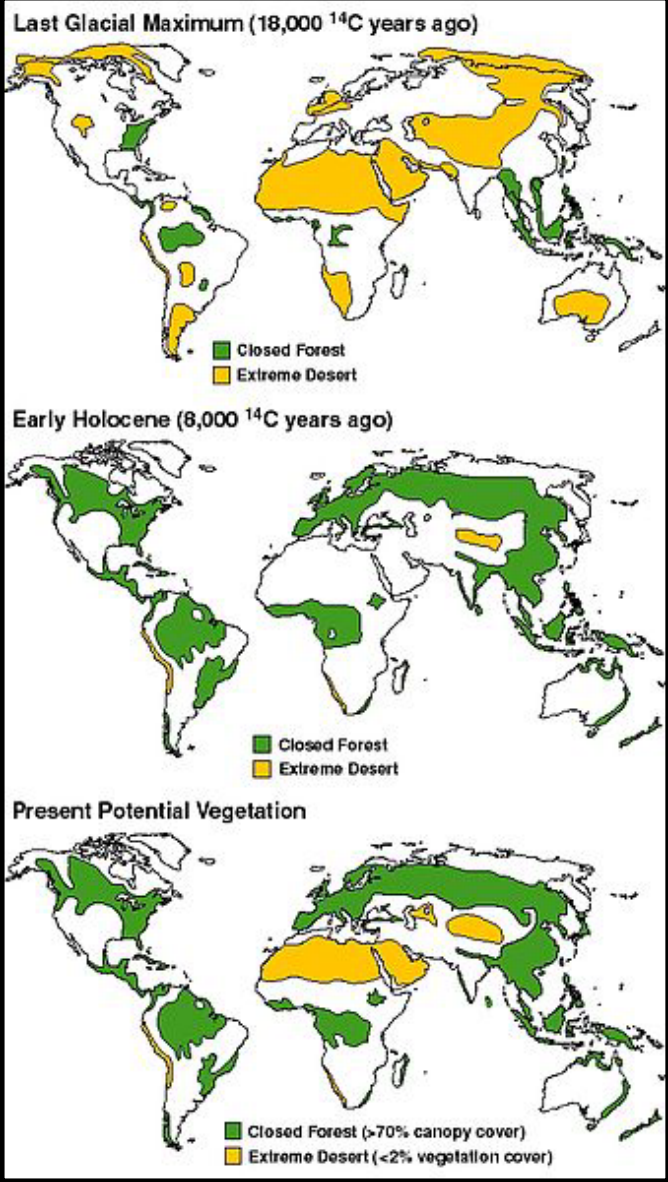 Last Glacial Maximum (18,000 ¹⁴C years ago)
Closed Forest
Extreme Desert
Early Holocene (8,000 ¹⁴C years ago)
Closed Forest
Extreme Desert
Present Potential Vegetation
Closed Forest (>70% canopy cover)
Extreme Desert (<2% vegetation cover)